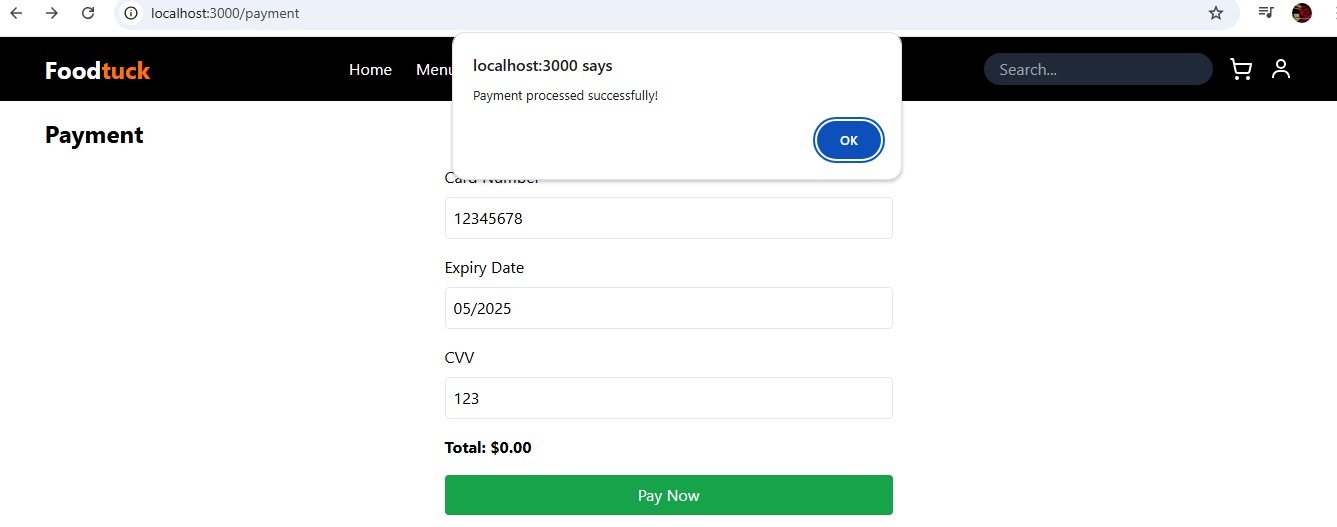 localhost:3000/payment
Foodtuck
Home Menu
Search...
localhost:3000 says
Payment processed successfully!
OK
Payment
Card Number
12345678
Expiry Date
05/2025
CVV
123
Total: $0.00
Pay Now